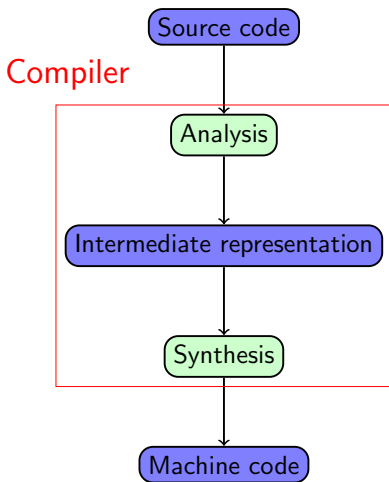 Source code
Compiler
Analysis
Intermediate representation
Synthesis
Machine code